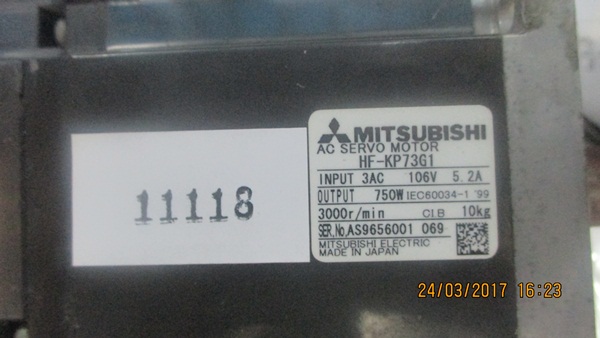 11118
MITSUBISHI
AC SERVO MOTOR
HF-KP73G1
INPUT 3AC 106V 5.2A
OUTPUT 750W IEC60034-1 '99
3000r/min Cl.B 10kg
SER.No.AS9656001 069
MITSUBISHI ELECTRIC
MADE IN JAPAN
24/03/2017 16:23